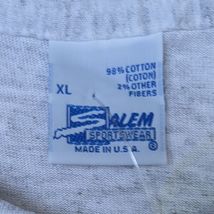 98% COTTON
(COTON)
XL
2% OTHER
FIBERS
SALEM
SPORTSWEAR
MADE IN U.S.A.
©